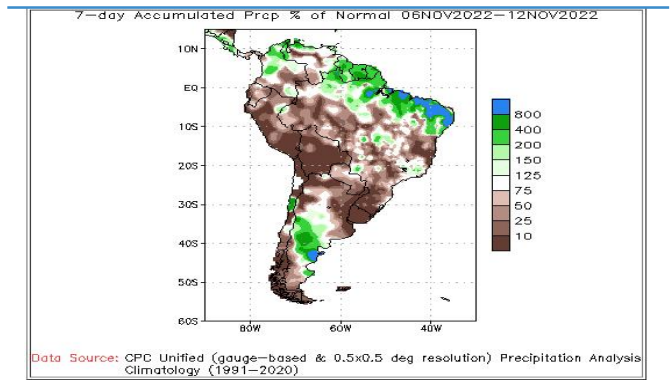 7-day Accumulated Prcp % of Normal 06NOV2022-12NOV2022
10N
EQ
10S
20S
30S
40S
50S
60S
80W 60W 40W
800
400
200
150
125
75
50
25
10
Data Source: CPC Unified (gauge-based & 0.5x0.5 deg resolution) Precipitation Analysis
Climatology (1991-2020)